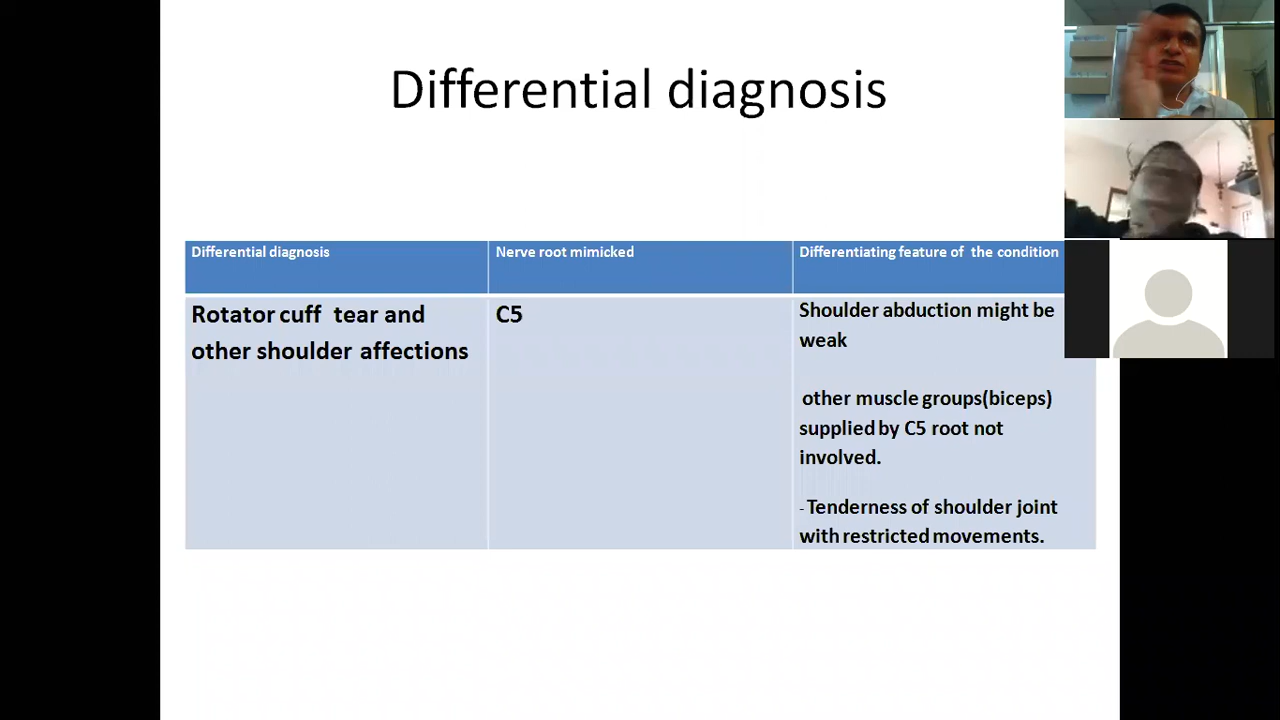 Differential diagnosis
Differential diagnosis
Nerve root mimicked
Differentiating feature of the condition
Rotator cuff tear and
other shoulder affections
C5
Shoulder abduction might be
weak
other muscle groups(biceps)
supplied by C5 root not
involved.
- Tenderness of shoulder joint
with restricted movements.